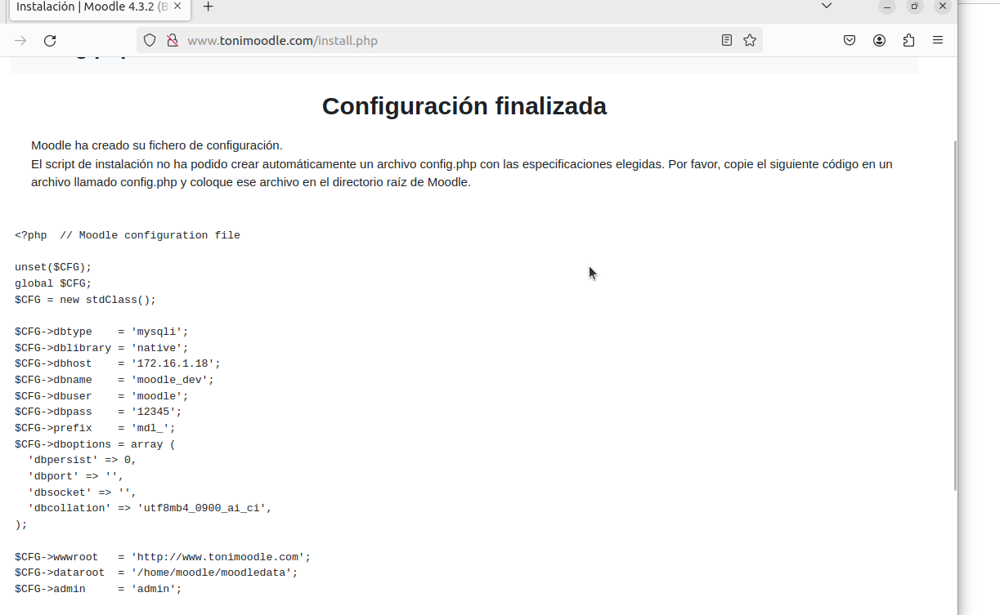 Instalación | Moodle 4.3.2 (B
www.tonimoodle.com/install.php
Configuración finalizada
Moodle ha creado su fichero de configuración.
El script de instalación no ha podido crear automáticamente un archivo config.php con las especificaciones elegidas. Por favor, copie el siguiente código en un
archivo llamado config.php y coloque ese archivo en el directorio raíz de Moodle.
<?php  // Moodle configuration file
unset($CFG);
global $CFG;
$CFG = new stdClass();
$CFG->dbtype    = 'mysqli';
$CFG->dblibrary = 'native';
$CFG->dbhost    = '172.16.1.18';
$CFG->dbname    = 'moodle_dev';
$CFG->dbuser    = 'moodle';
$CFG->dbpass    = '12345';
$CFG->prefix    = 'mdl_';
$CFG->dboptions = array (
  'dbpersist' => 0,
  'dbport' => '',
  'dbsocket' => '',
  'dbcollation' => 'utf8mb4_0900_ai_ci',
);
$CFG->wwwroot   = 'http://www.tonimoodle.com';
$CFG->dataroot  = '/home/moodle/moodledata';
$CFG->admin     = 'admin';